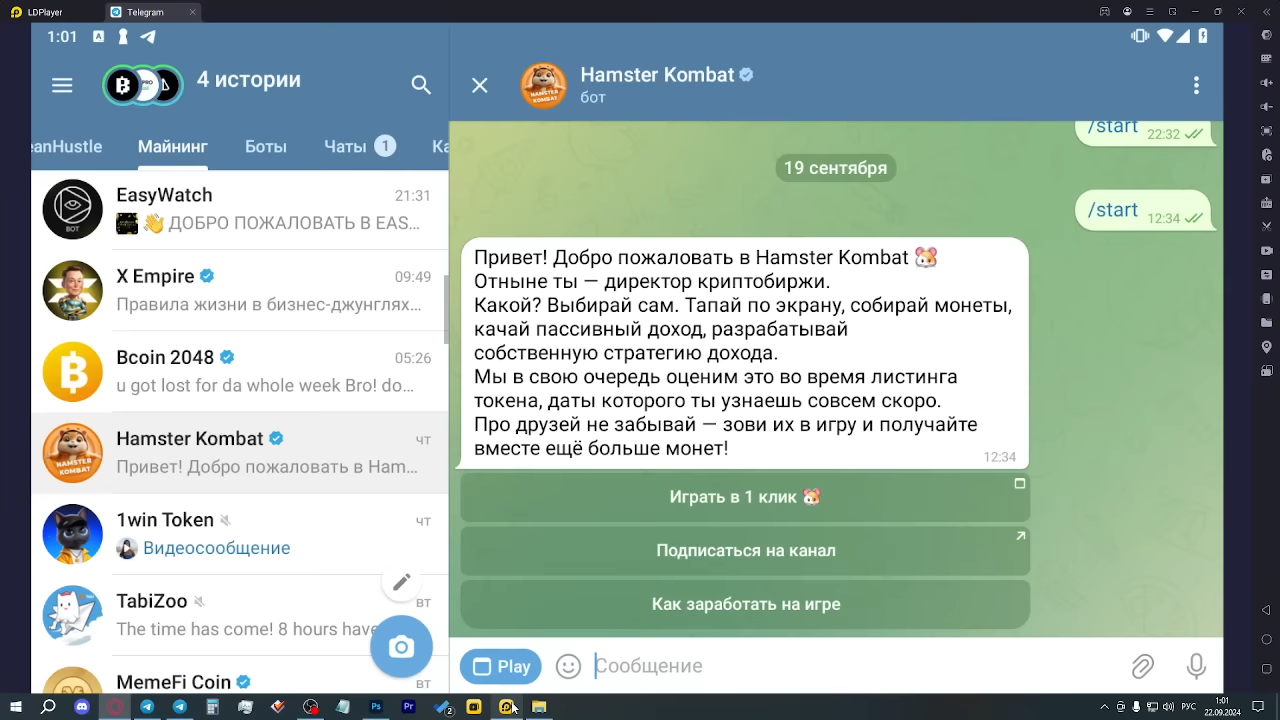 LDPlayer
Telegram
1:01
4 истории
eanHustle
Майнинг
Боты
Чаты 1
Ка
EasyWatch
21:31
👋 ДОБРО ПОЖАЛОВАТЬ В EAS...
X Empire
09:49
Правила жизни в бизнес-джунглях...
Bcoin 2048
05:26
u got lost for da whole week Bro! do...
Hamster Kombat
чт
Привет! Добро пожаловать в Ham...
1win Token
чт
Видеосообщение
TabiZoo
вт
The time has come! 8 hours have
MemeFi Coin
вт
Hamster Kombat
бот
/start
22:32
19 сентября
/start
12:34
Привет! Добро пожаловать в Hamster Kombat 🐹
Отныне ты — директор криптобиржи.
Какой? Выбирай сам. Тапай по экрану, собирай монеты,
качай пассивный доход, разрабатывай
собственную стратегию дохода.
Мы в свою очередь оценим это во время листинга
токена, даты которого ты узнаешь совсем скоро.
Про друзей не забывай — зови их в игру и получайте
вместе ещё больше монет!
12:34
Играть в 1 клик 🐹
Подписаться на канал
Как заработать на игре
Play
Сообщение
22.09.2024